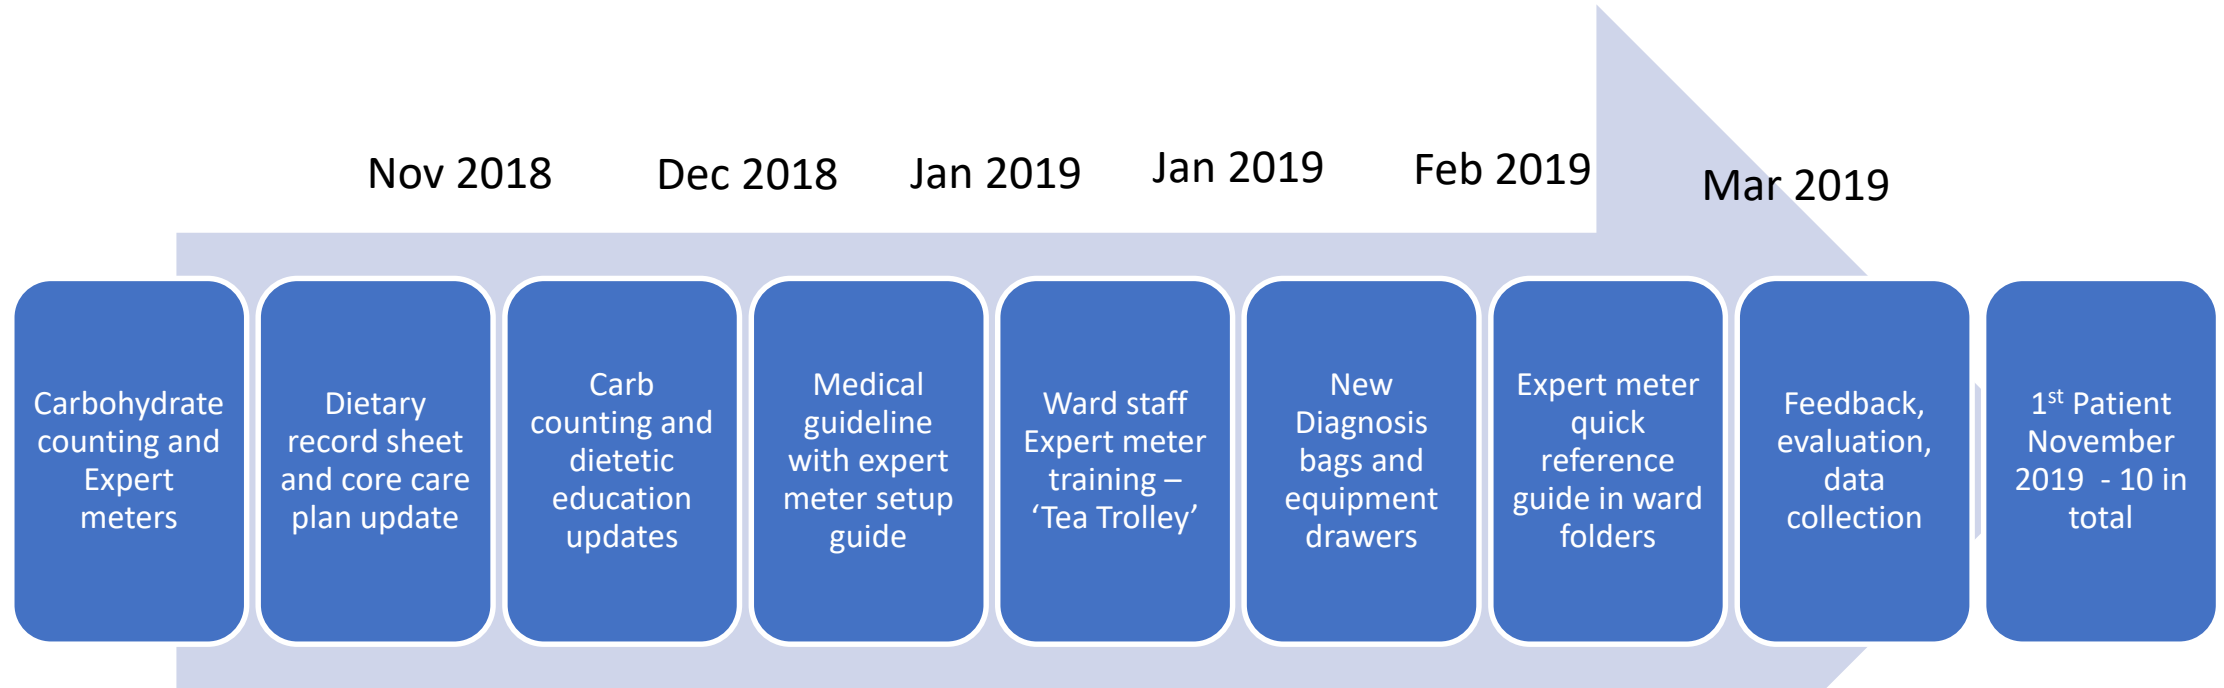 Nov 2018
Dec 2018
Jan 2019
Jan 2019
Feb 2019
Mar 2019
Carbohydrate
counting and
Expert
meters
Dietary
record sheet
and core care
plan update
Carb
counting and
dietetic
education
updates
Medical
guideline
with expert
meter setup
guide
Ward staff
Expert meter
training –
‘Tea Trolley’
New
Diagnosis
bags and
equipment
drawers
Expert meter
quick
reference
guide in ward
folders
Feedback,
evaluation,
data
collection
1st Patient
November
2019 - 10 in
total